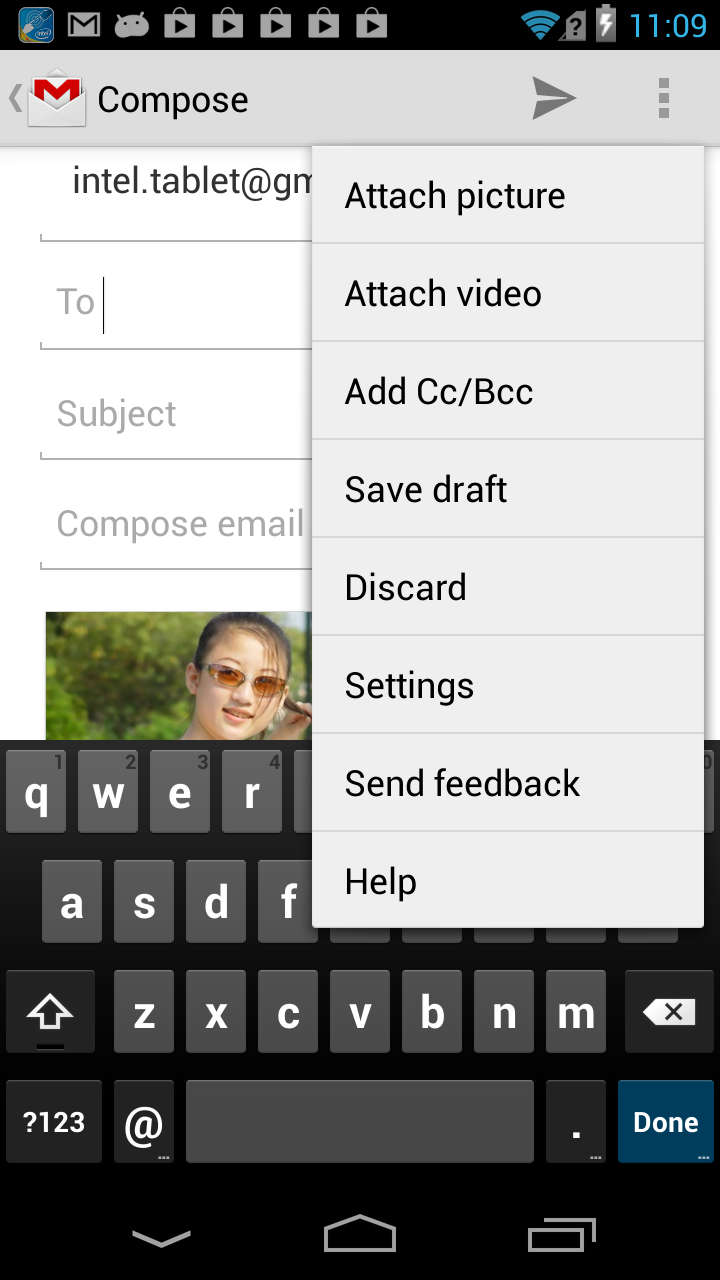 11:09
Compose
intel.tablet@gm
Attach picture
To
Attach video
Subject
Add Cc/Bcc
Compose email
Save draft
Discard
Settings
Send feedback
Help
1 2 3 4 0
q w e r
a s d f
z x c v b n m
?123 @ . Done